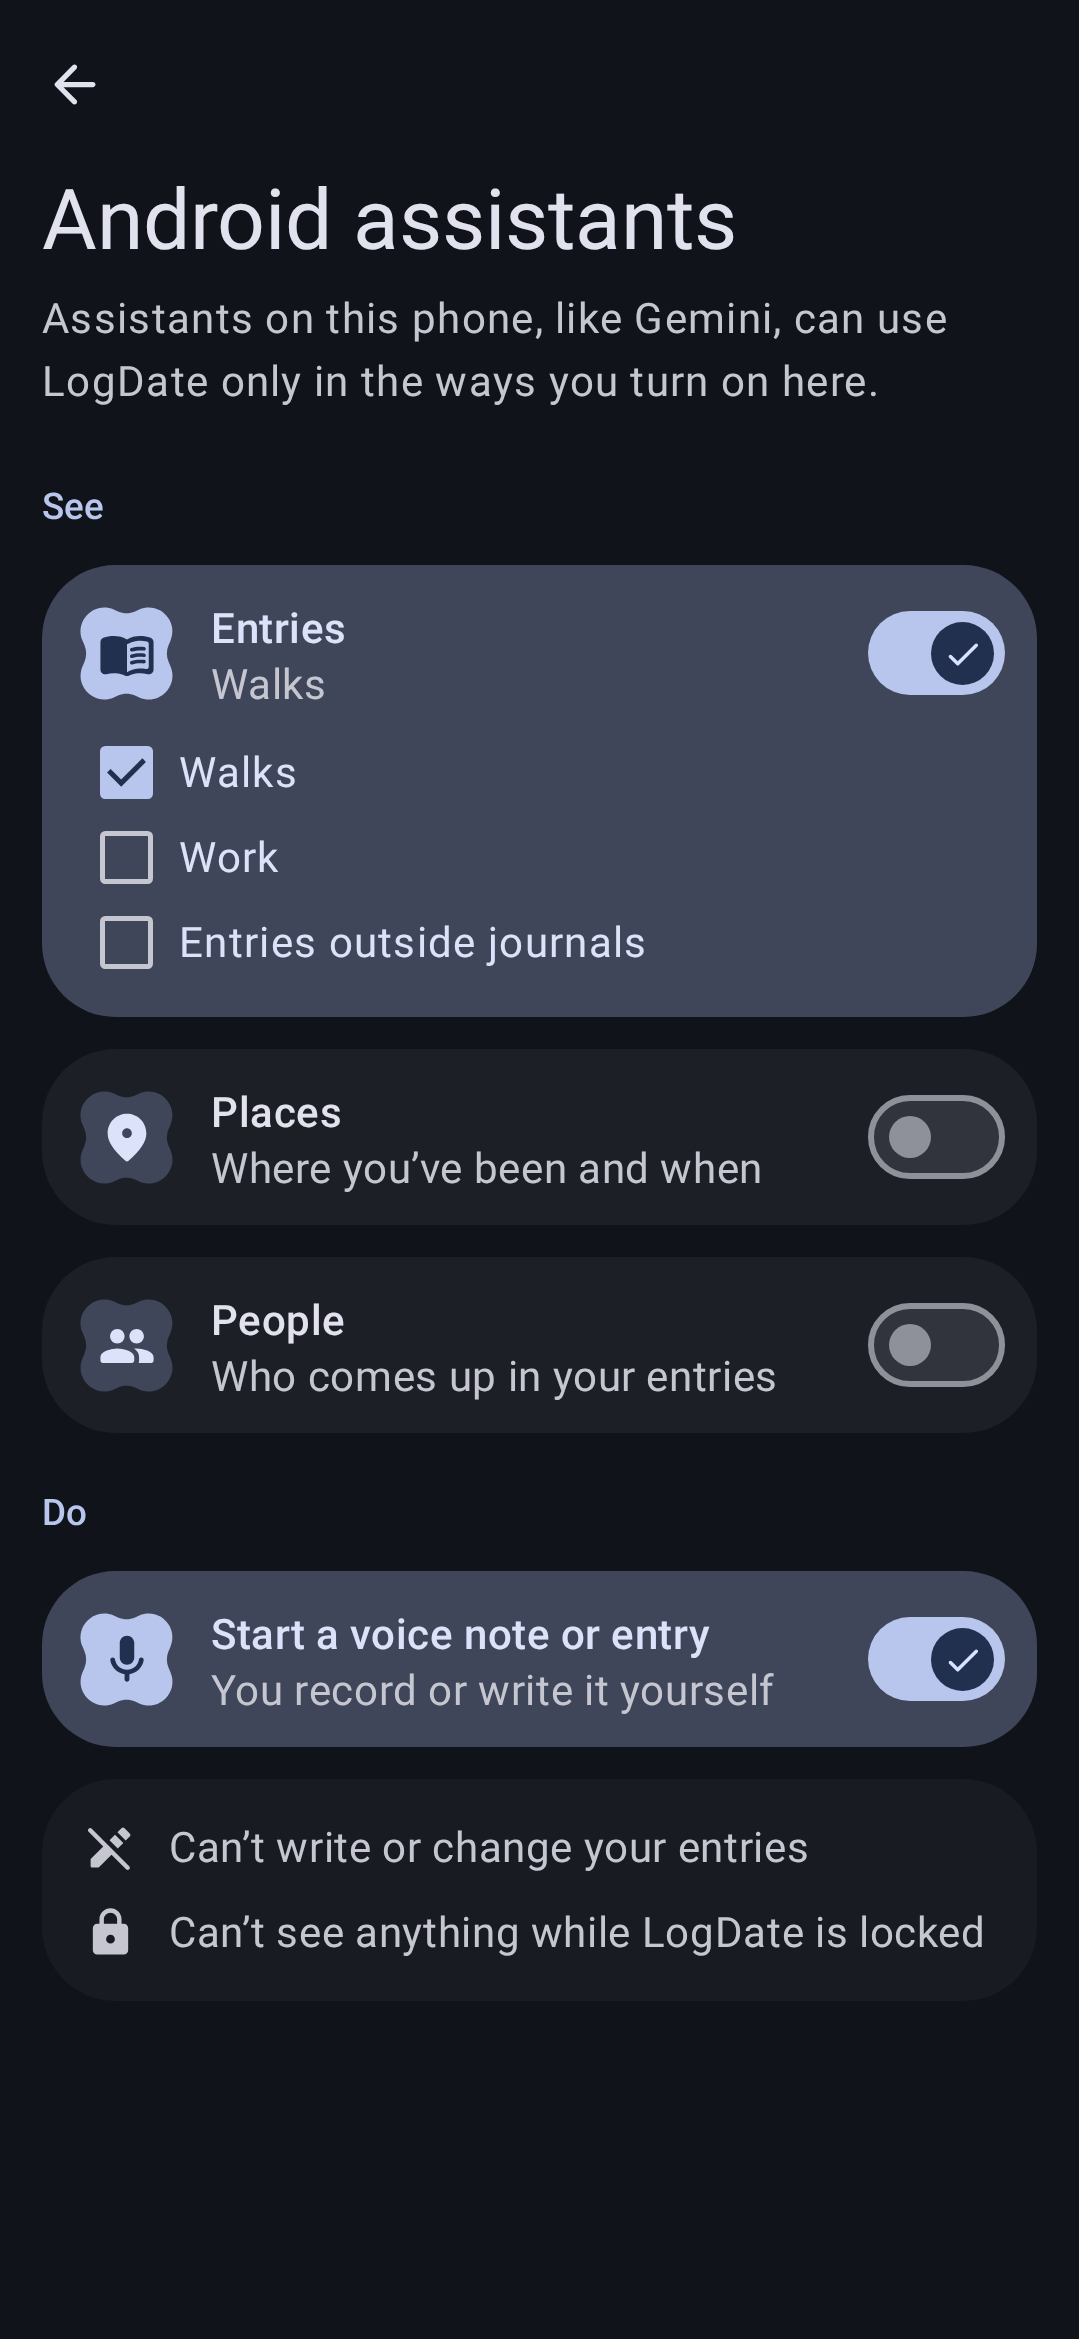 Android assistants
Assistants on this phone, like Gemini, can use
LogDate only in the ways you turn on here.
See
Entries
Walks
Walks
Work
Entries outside journals
Places
Where you’ve been and when
People
Who comes up in your entries
Do
Start a voice note or entry
You record or write it yourself
Can’t write or change your entries
Can’t see anything while LogDate is locked